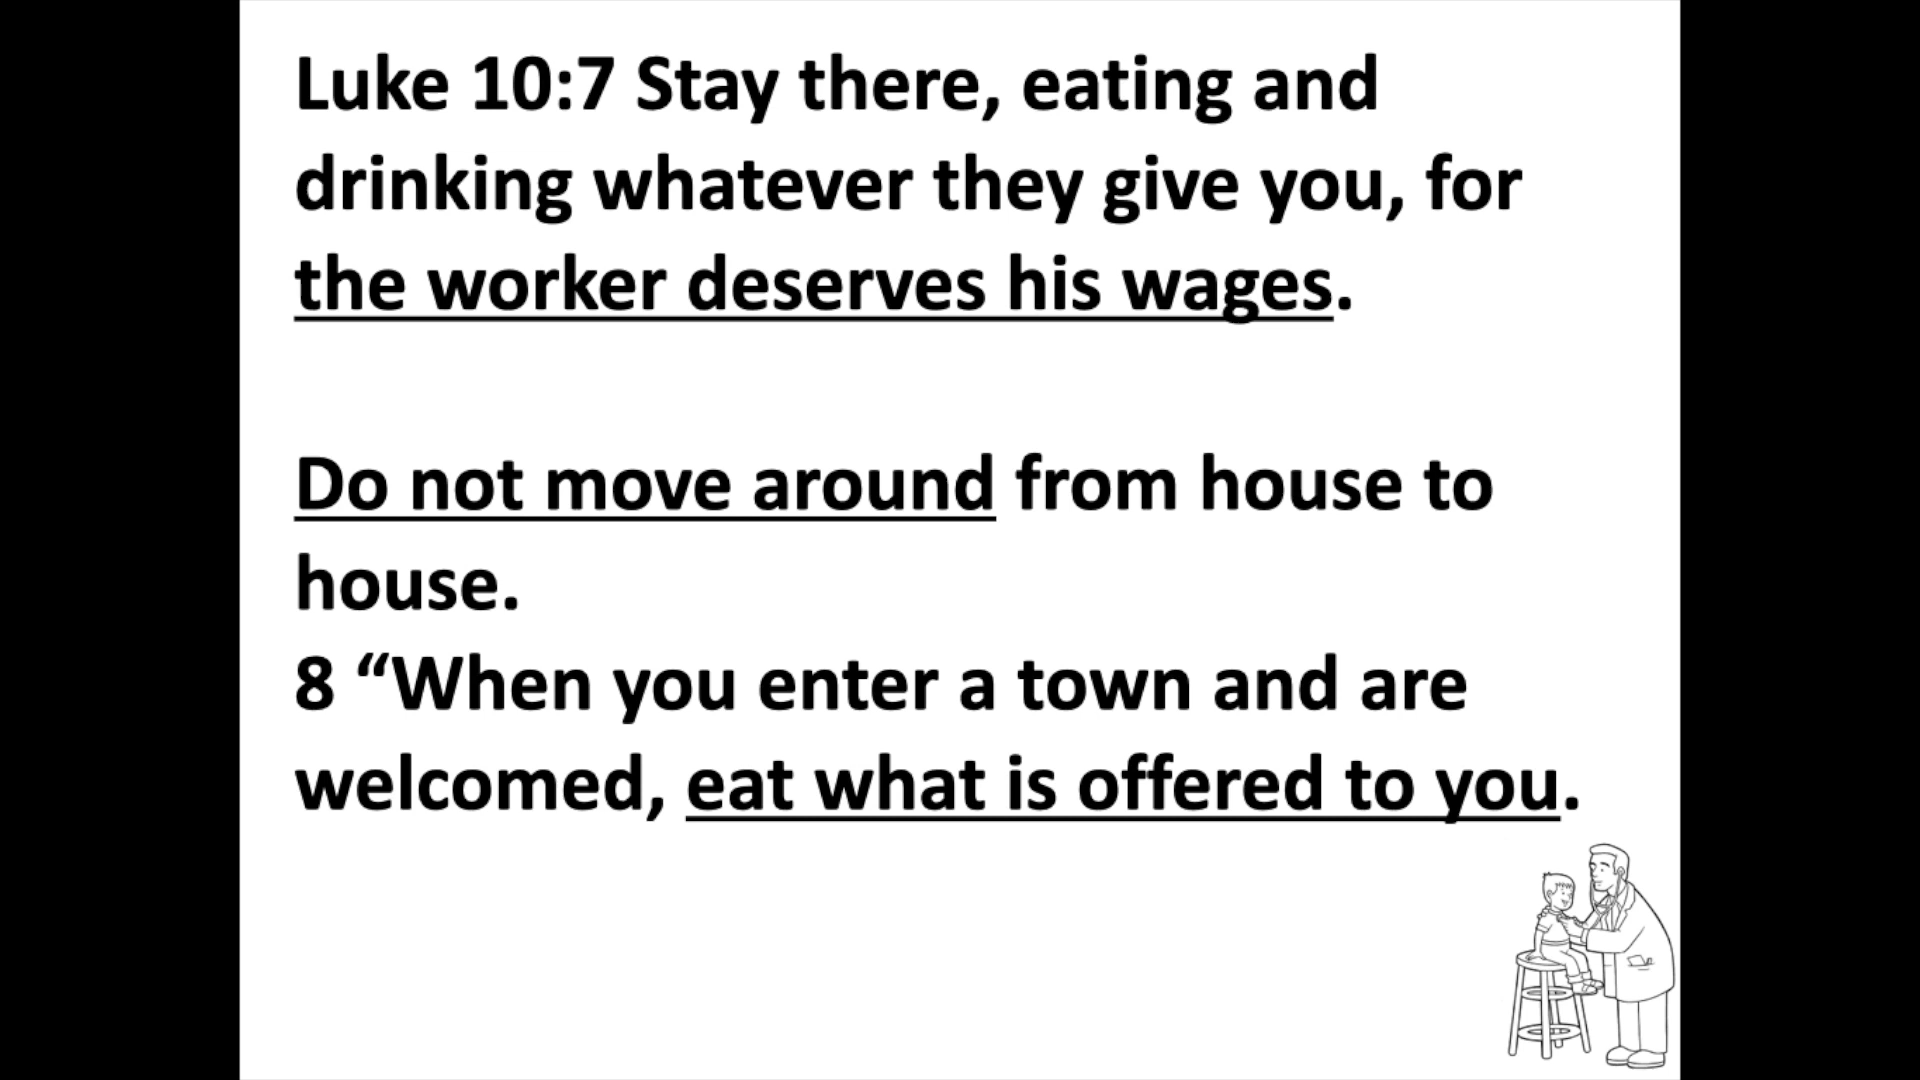 Luke 10:7 Stay there, eating and
drinking whatever they give you, for
the worker deserves his wages.
Do not move around from house to
house.
8 “When you enter a town and are
welcomed, eat what is offered to you.